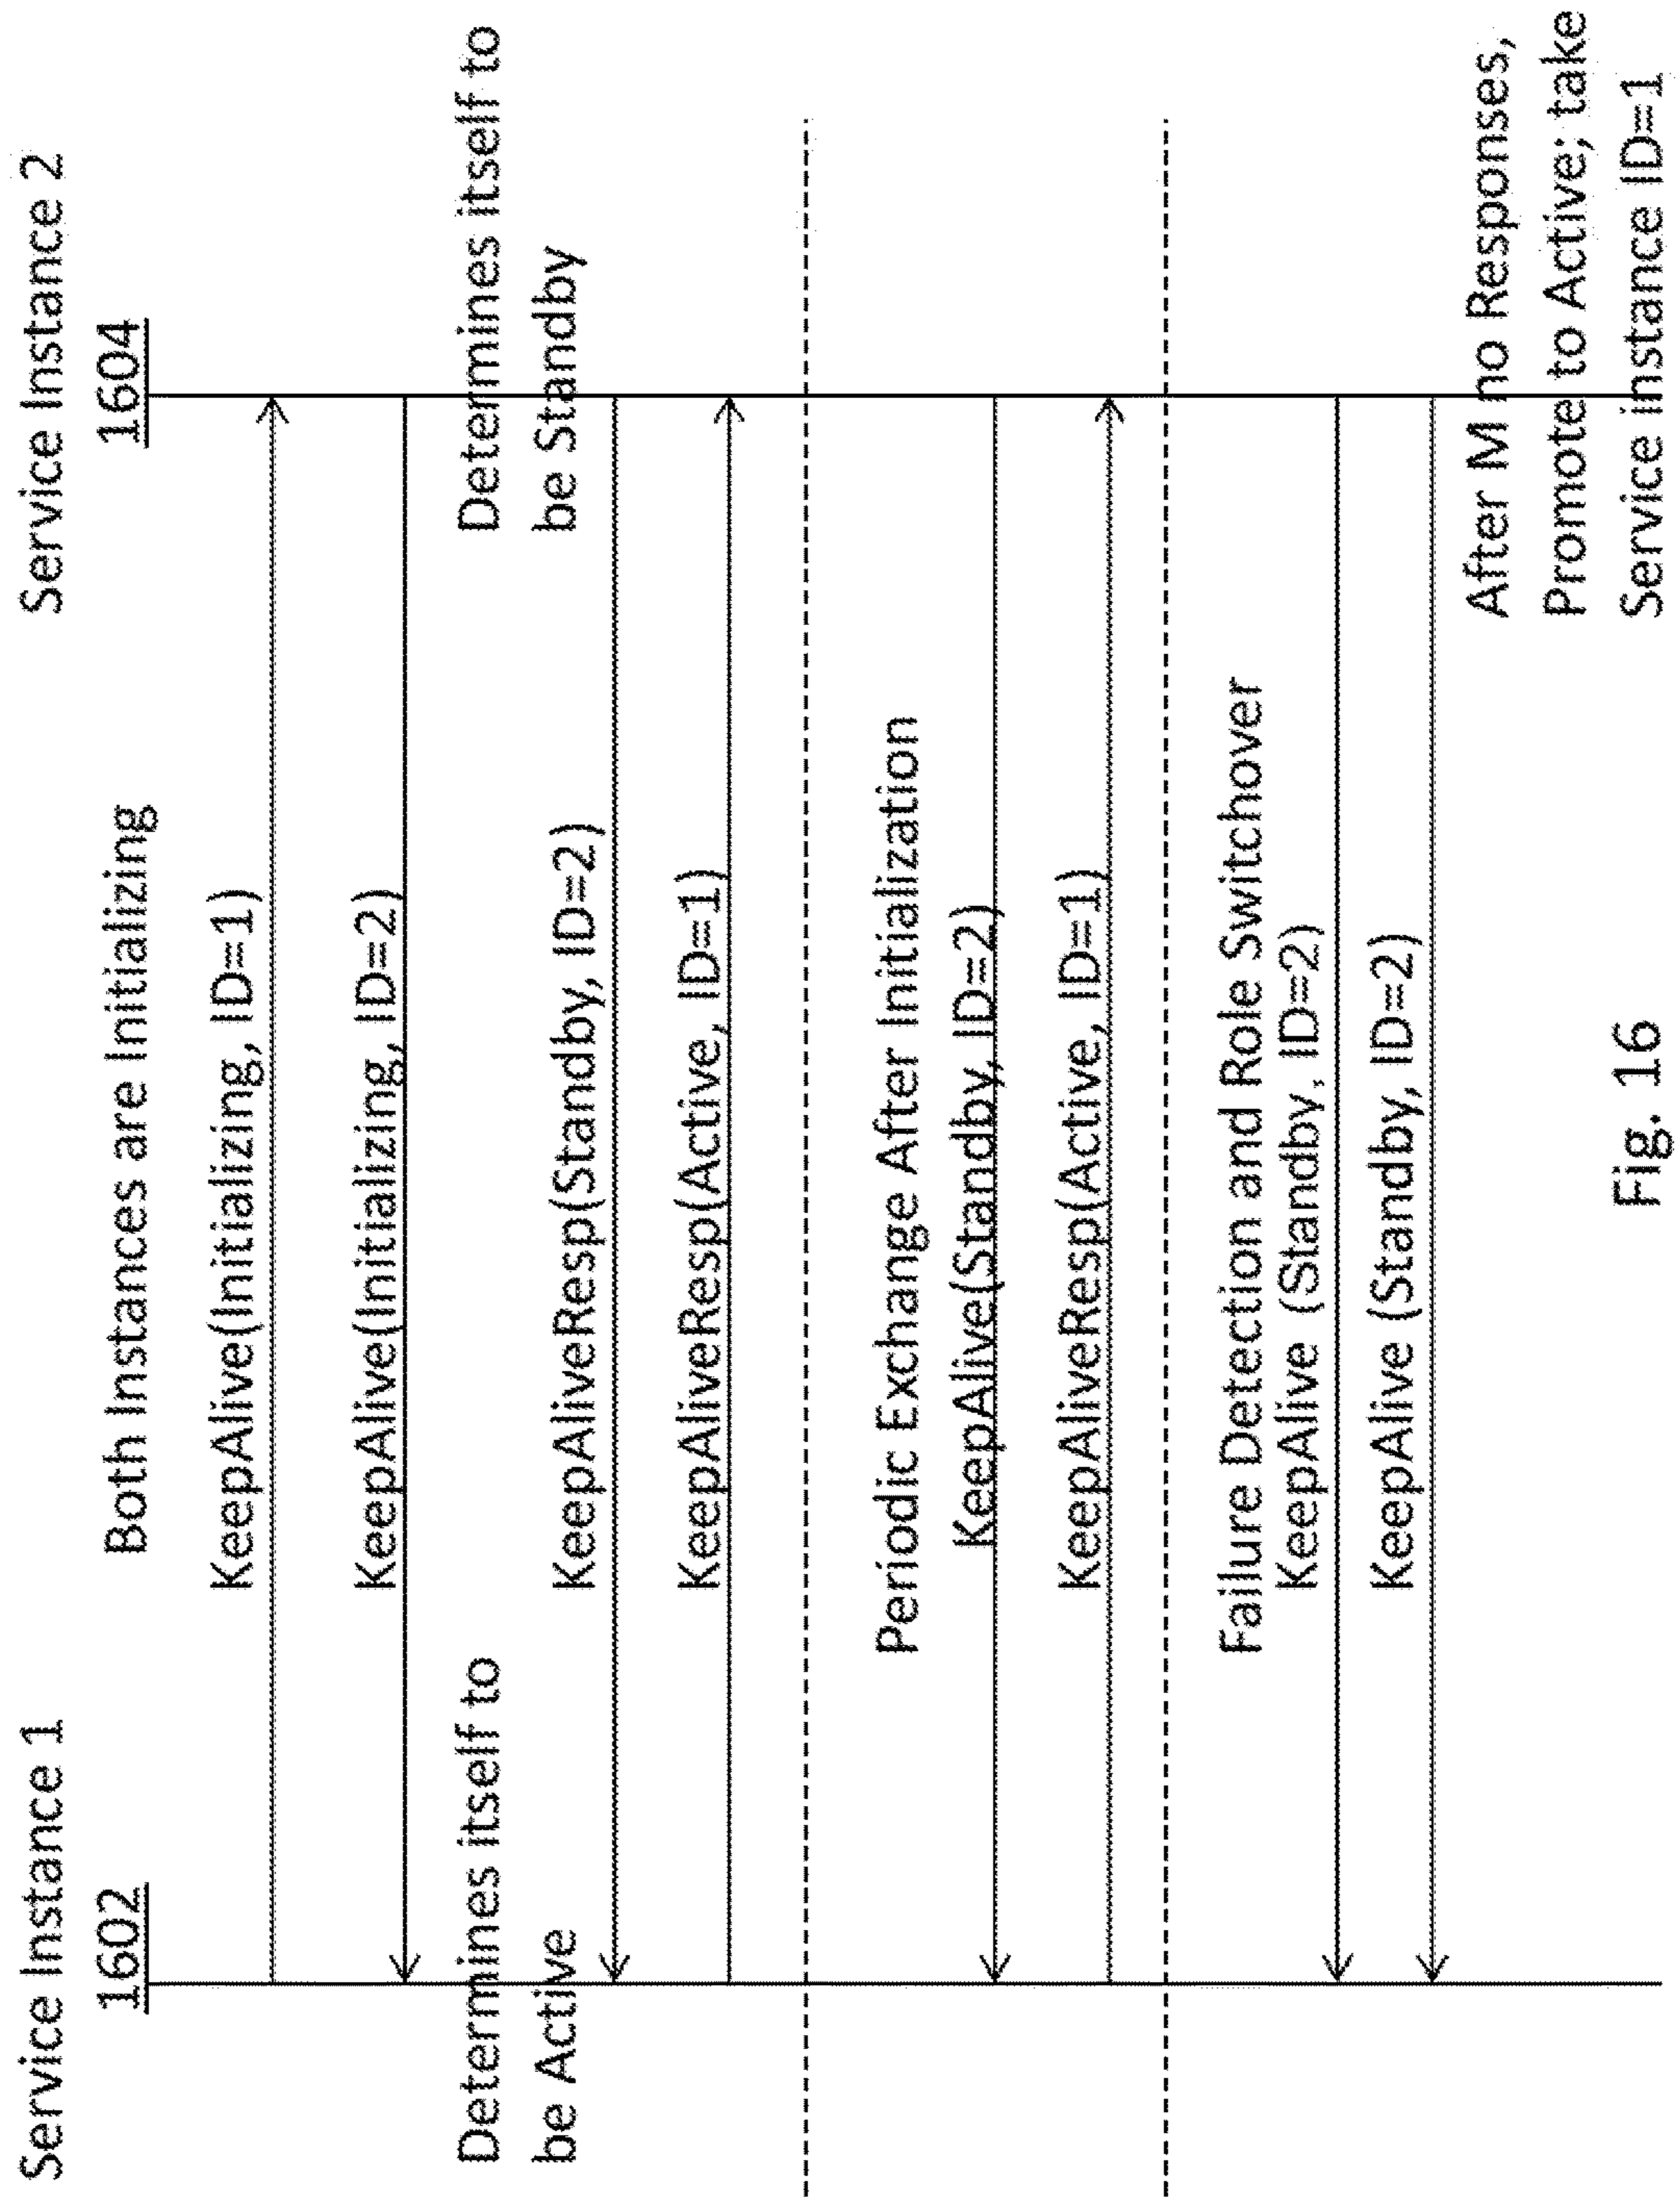 Service Instance 1
Service Instance 2
1602
1604
Both Instances are Initializing
KeepAlive(Initializing, ID=1)
KeepAlive(Initializing, ID=2)
Determines itself to
be Active
Determines itself to
be Standby
KeepAliveResp(Standby, ID=2)
KeepAliveResp(Active, ID=1)
Periodic Exchange After Initialization
KeepAlive(Standby, ID=2)
KeepAliveResp(Active, ID=1)
Failure Detection and Role Switchover
KeepAlive (Standby, ID=2)
KeepAlive (Standby, ID=2)
After M no Responses,
Promote to Active; take
Service instance ID=1
Fig. 16